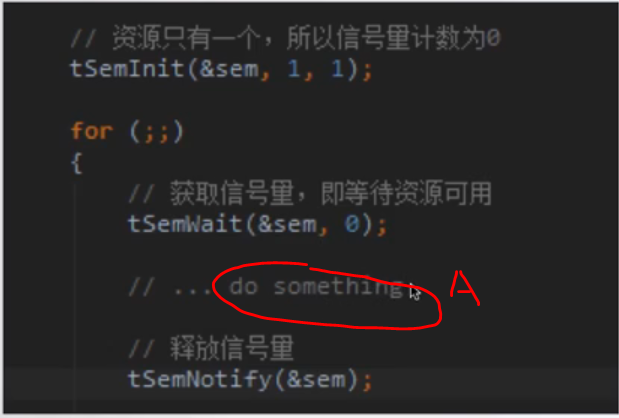 // 资源只有一个，所以信号量计数为0
tSemInit(&sem, 1, 1);
for (;;)
{
// 获取信号量，即等待资源可用
tSemWait(&sem, 0);
// ... do something
A
// 释放信号量
tSemNotify(&sem);